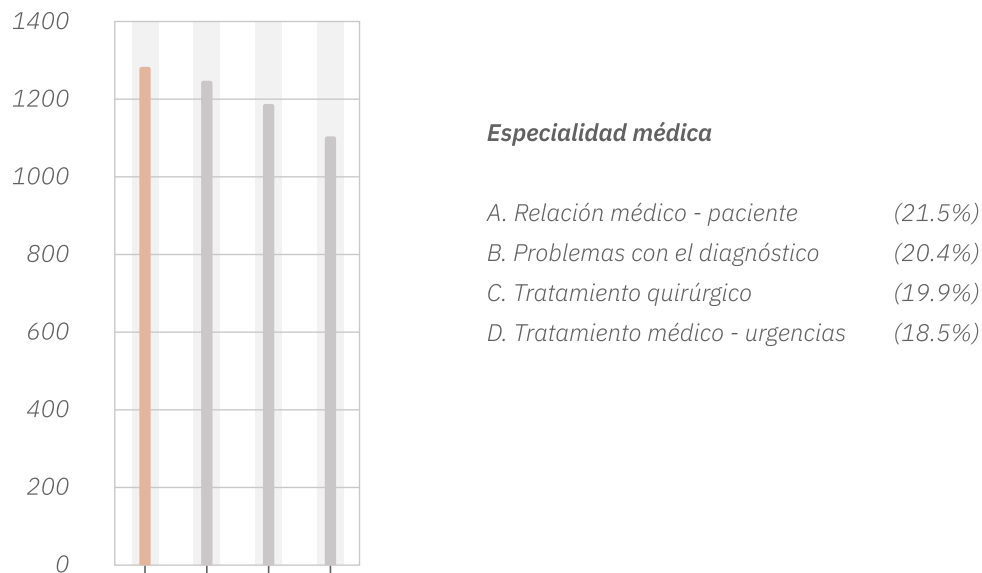 1400
1200
1000
800
600
400
200
0
Especialidad médica
A. Relación médico - paciente (21.5%)
B. Problemas con el diagnóstico (20.4%)
C. Tratamiento quirúrgico (19.9%)
D. Tratamiento médico - urgencias (18.5%)